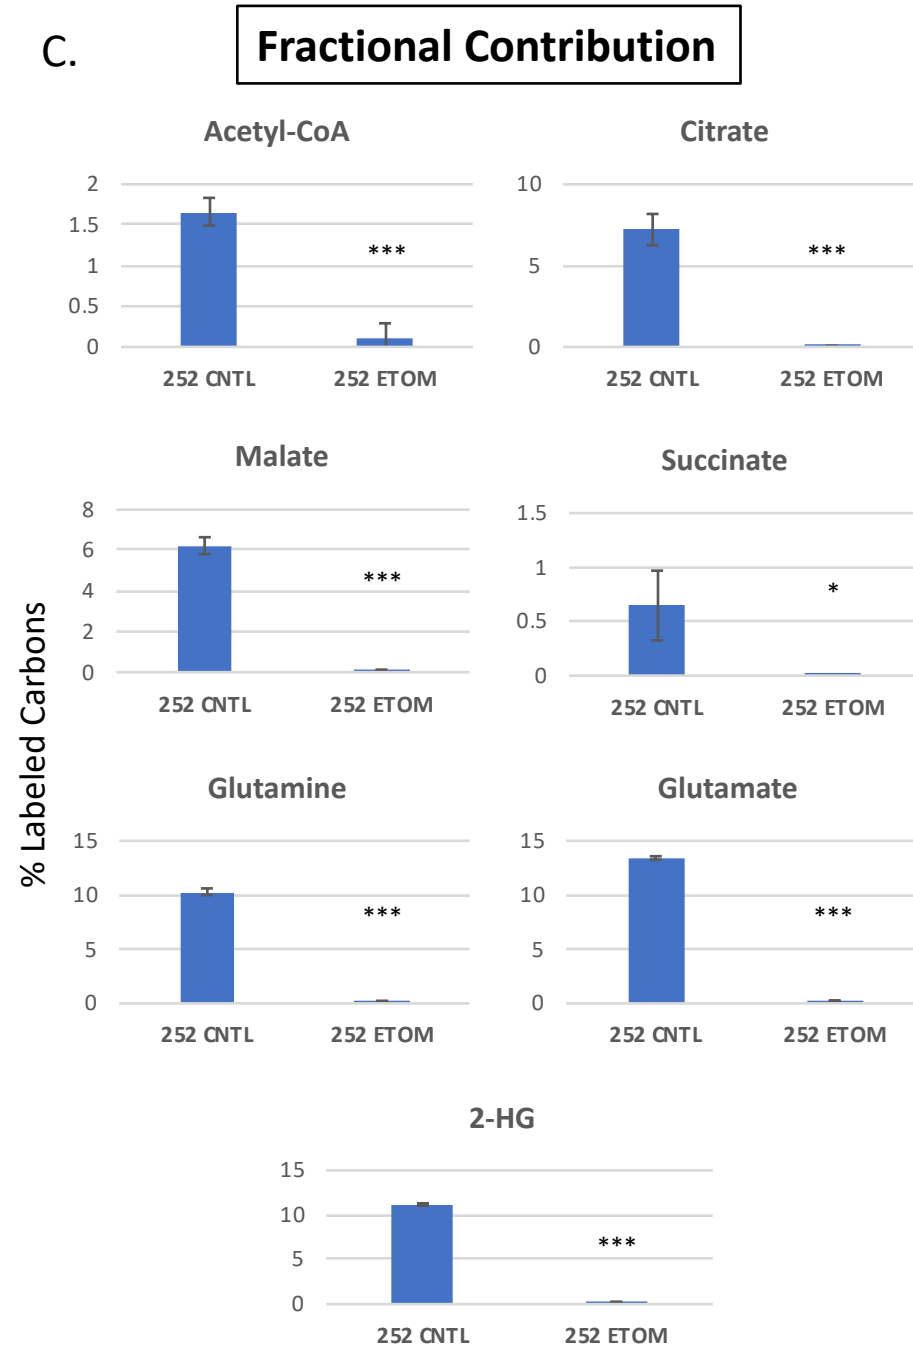 C.
Fractional Contribution
% Labeled Carbons
Acetyl-CoA
2
1.5
1
0.5
0
***
252 CNTL 252 ETOM
Citrate
10
5
0
***
252 CNTL 252 ETOM
Malate
8
6
4
2
0
***
252 CNTL 252 ETOM
Succinate
1.5
1
0.5
0
*
252 CNTL 252 ETOM
Glutamine
15
10
5
0
***
252 CNTL 252 ETOM
Glutamate
15
10
5
0
***
252 CNTL 252 ETOM
2-HG
15
10
5
0
***
252 CNTL 252 ETOM